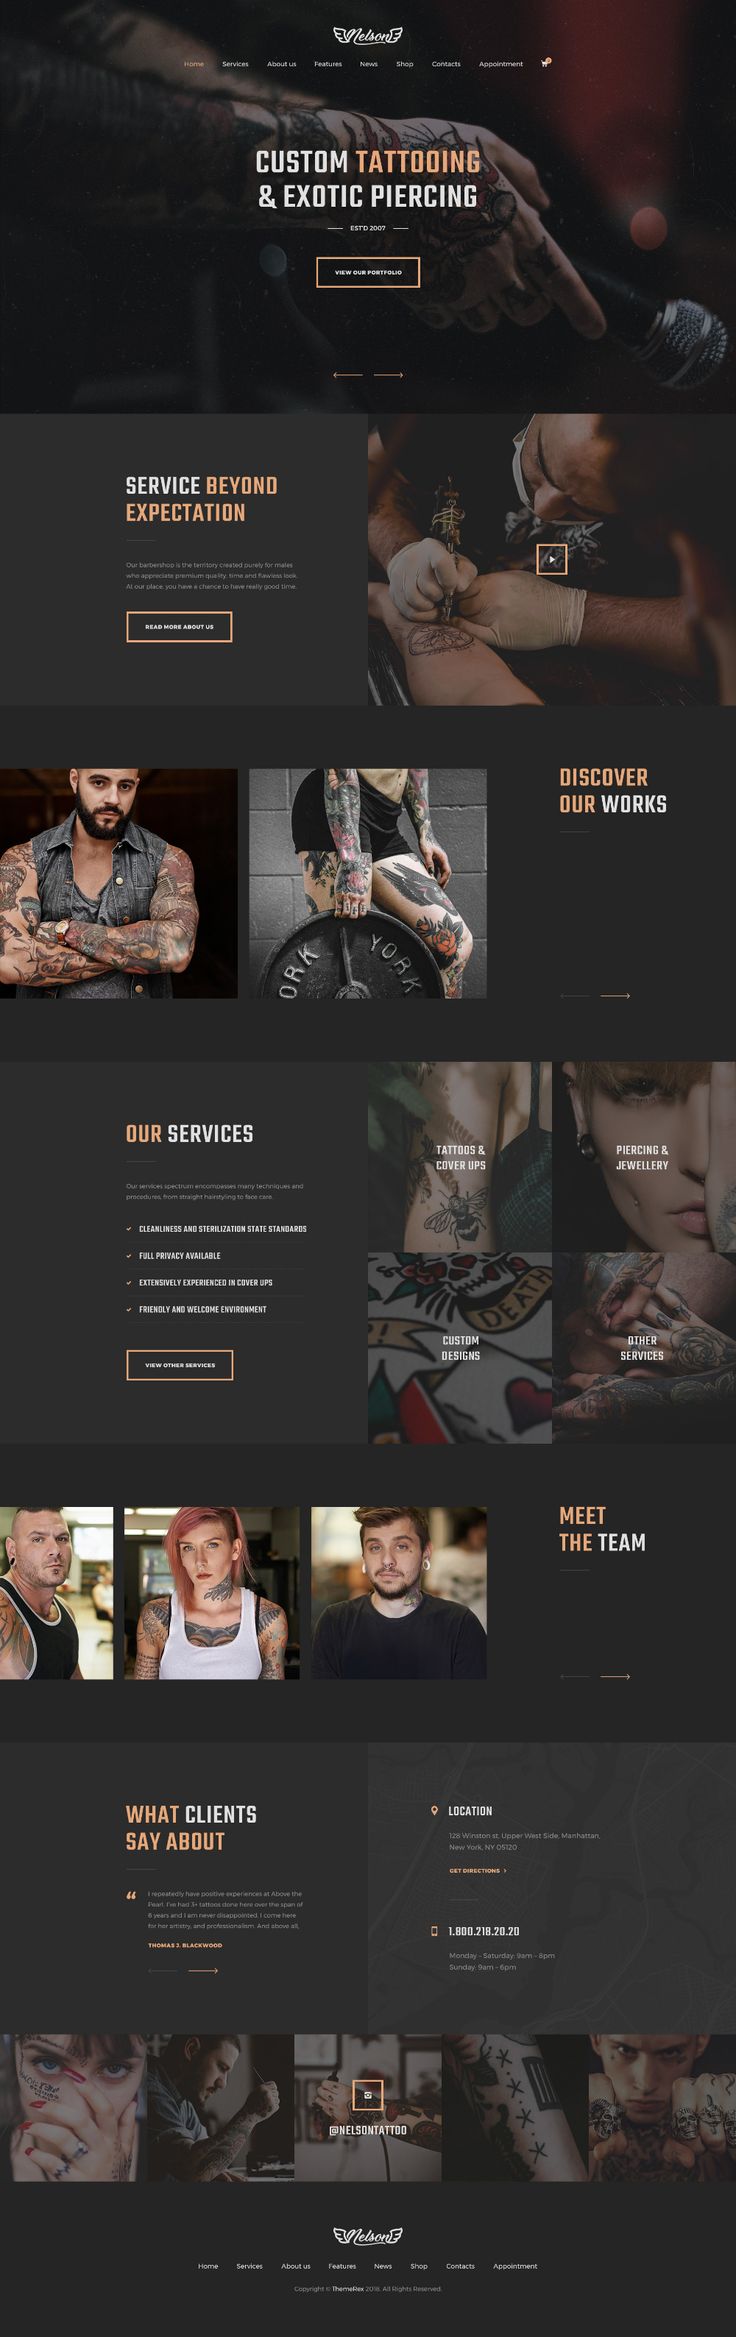 Nelson
Home Services About us Features News Shop Contacts Appointment
CUSTOM TATTOOING
& EXOTIC PIERCING
EST'D 2007
VIEW OUR PORTFOLIO
SERVICE BEYOND
EXPECTATION
Our barbershop is the territory created purely for males
who appreciate premium quality, time and flawless look.
At our place, you have a chance to have really good time.
READ MORE ABOUT US
DISCOVER
OUR WORKS
ORK YORK
OUR SERVICES
Our services spectrum encompasses many techniques and
procedures, from straight hairstyling to face care.
CLEANLINESS AND STERILIZATION STATE STANDARDS
FULL PRIVACY AVAILABLE
EXTENSIVELY EXPERIENCED IN COVER UPS
FRIENDLY AND WELCOME ENVIRONMENT
VIEW OTHER SERVICES
TATTOOS &
COVER UPS
PIERCING &
JEWELLERY
DEATH
CUSTOM
DESIGNS
OTHER
SERVICES
MEET
THE TEAM
WHAT CLIENTS
SAY ABOUT
“ I repeatedly have positive experiences at Above the
Pearl. I've had 3+ tattoos done here over the span of
6 years and I am never disappointed. I come here
for her artistry, and professionalism. And above all,
THOMAS J. BLACKWOOD
LOCATION
128 Winston st. Upper West Side, Manhattan,
New York, NY 05120
GET DIRECTIONS >
1.800.218.20.20
Monday – Saturday: 9am – 8pm
Sunday: 9am – 6pm
@NELSONTATTOO
Nelson
Home Services About us Features News Shop Contacts Appointment
Copyright © ThemeRex 2018. All Rights Reserved.